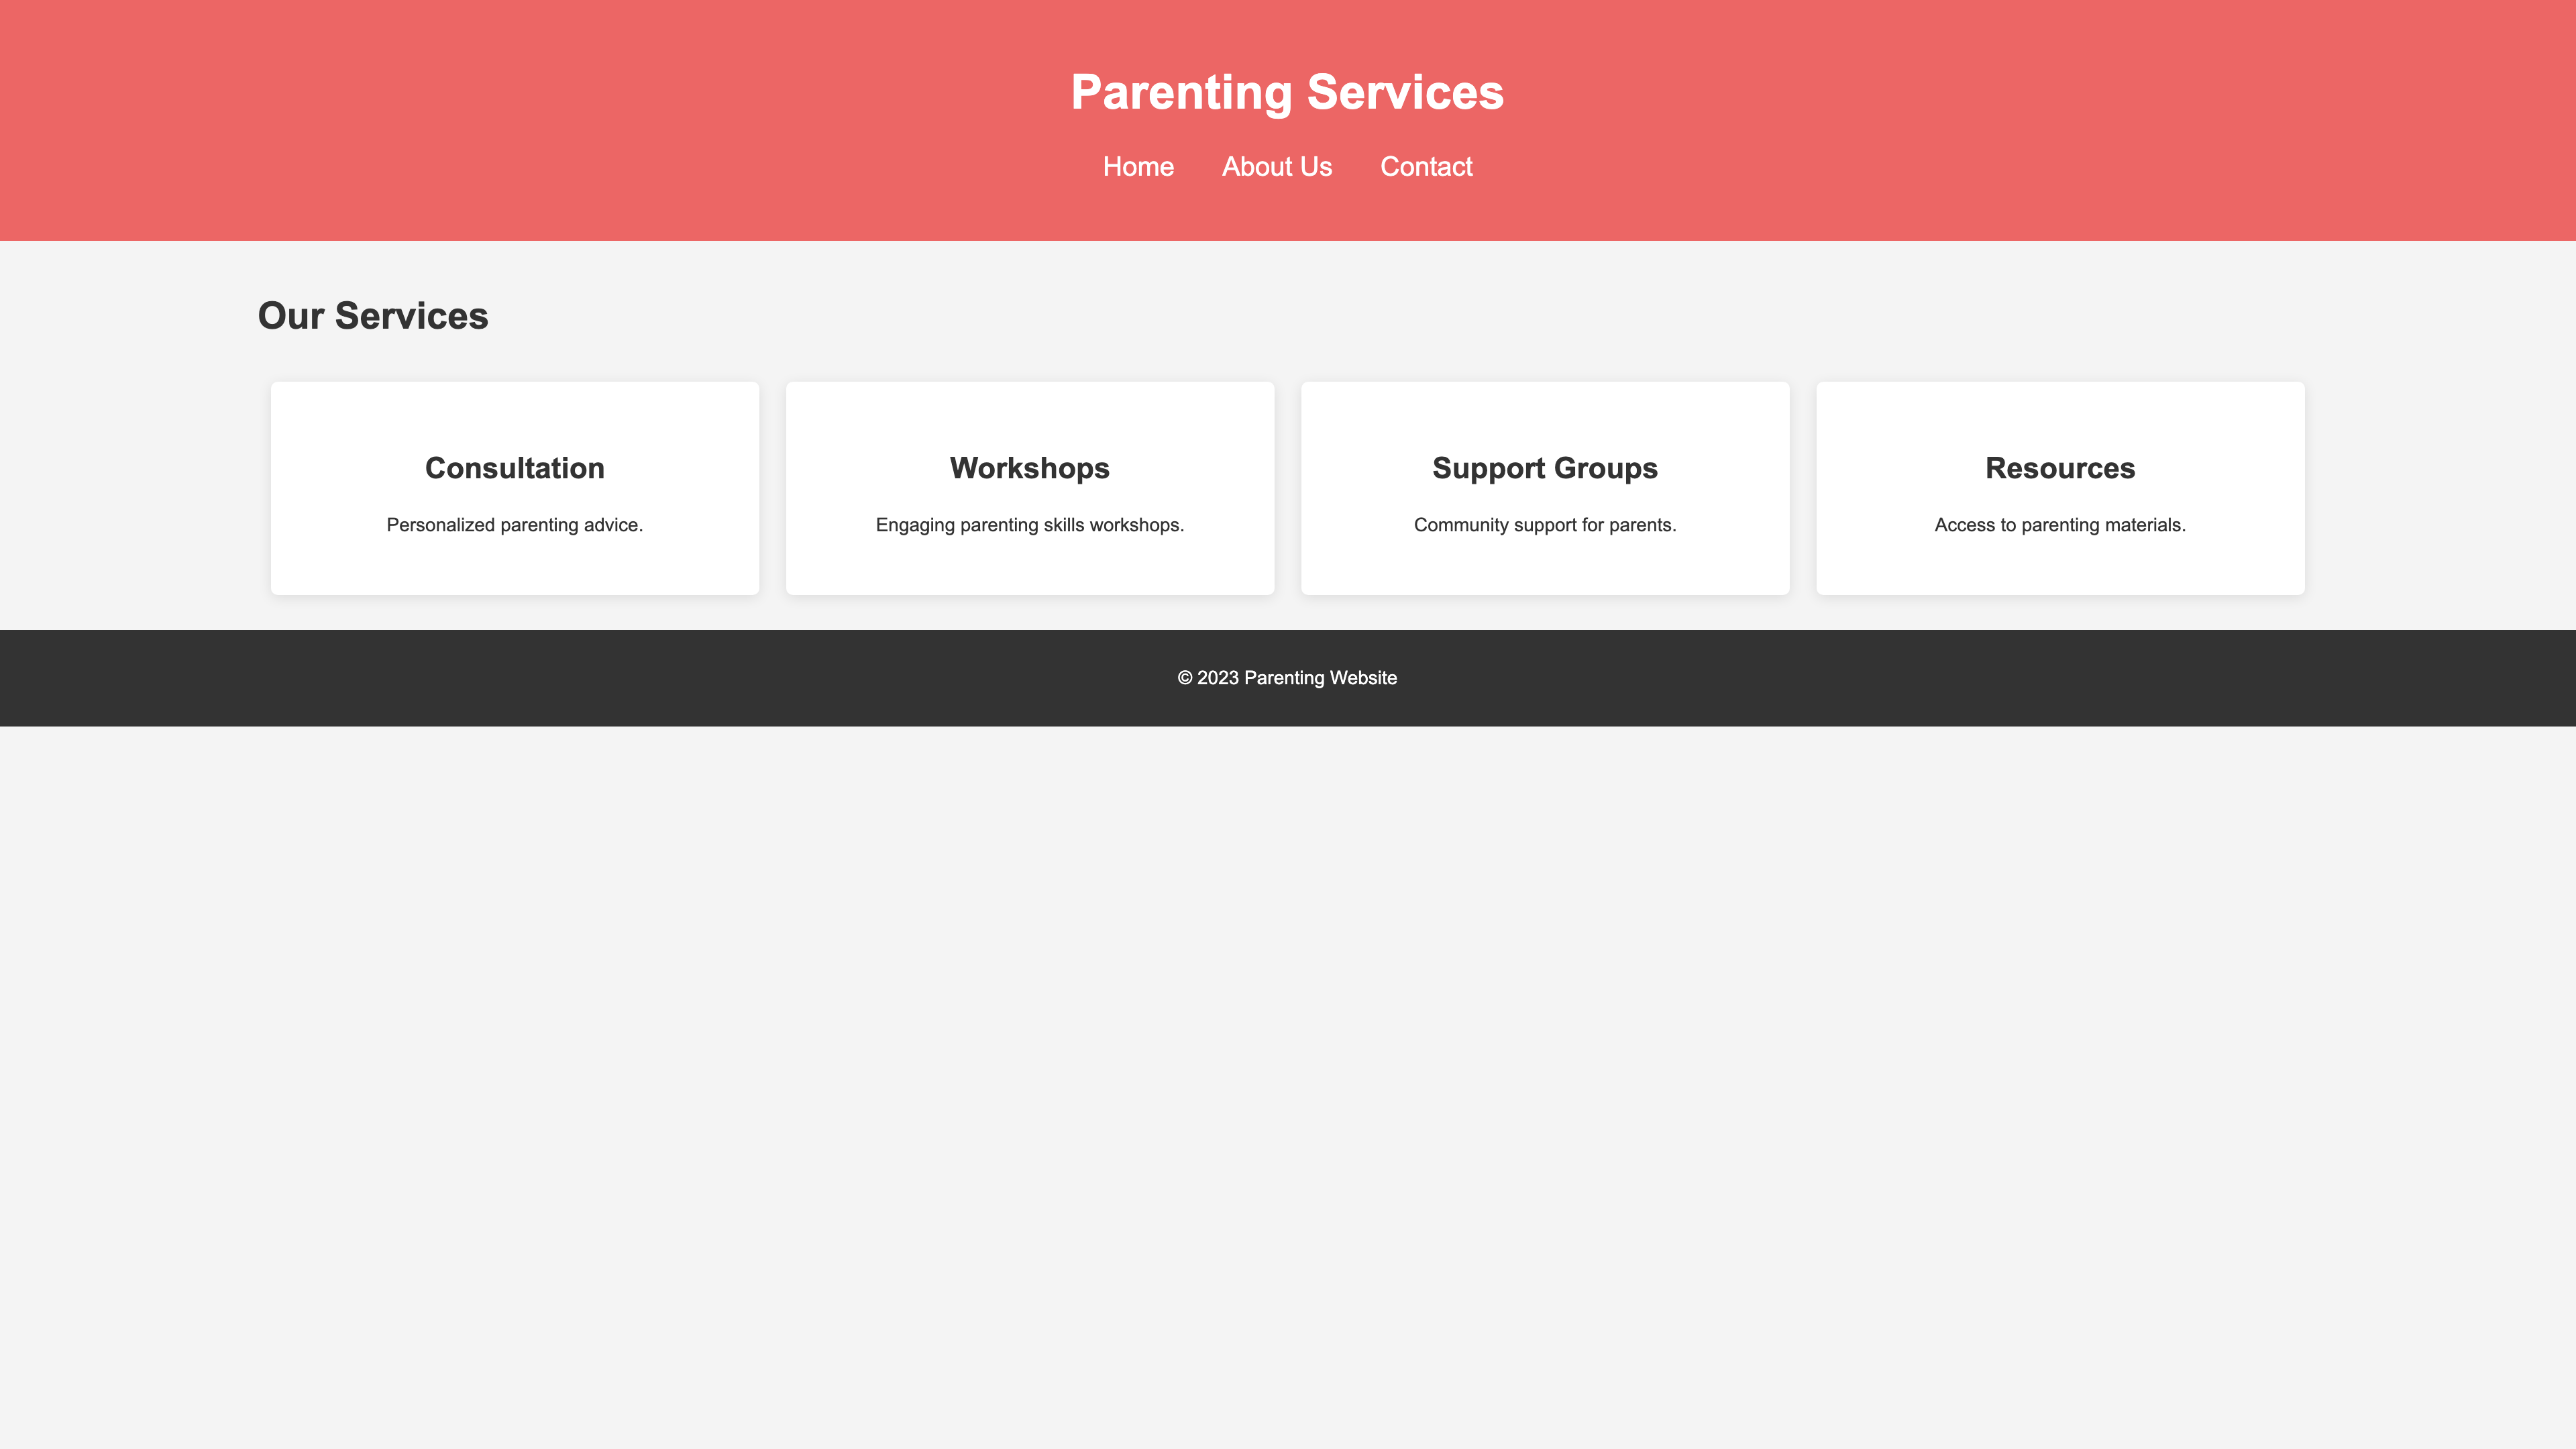 Parenting Services
Home About Us Contact
Our Services
Consultation
Personalized parenting advice.
Workshops
Engaging parenting skills workshops.
Support Groups
Community support for parents.
Resources
Access to parenting materials.
© 2023 Parenting Website